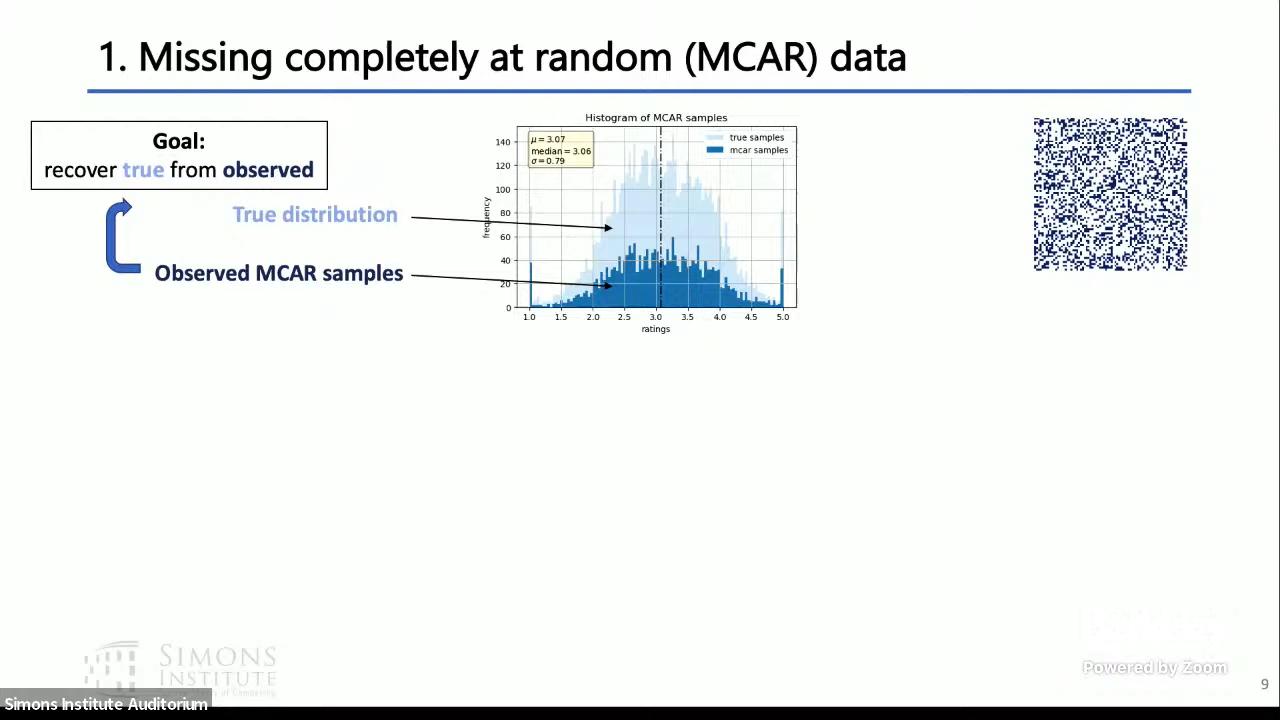 1. Missing completely at random (MCAR) data
Goal:
recover true from observed
True distribution
Observed MCAR samples
Histogram of MCAR samples
μ = 3.07
median = 3.06
σ = 0.79
true samples
mcar samples
frequency
140
120
100
80
60
40
20
0
1.0 1.5 2.0 2.5 3.0 3.5 4.0 4.5 5.0
ratings
SIMONS
INSTITUTE
Powered by Zoom
9
Simons Institute Auditorium